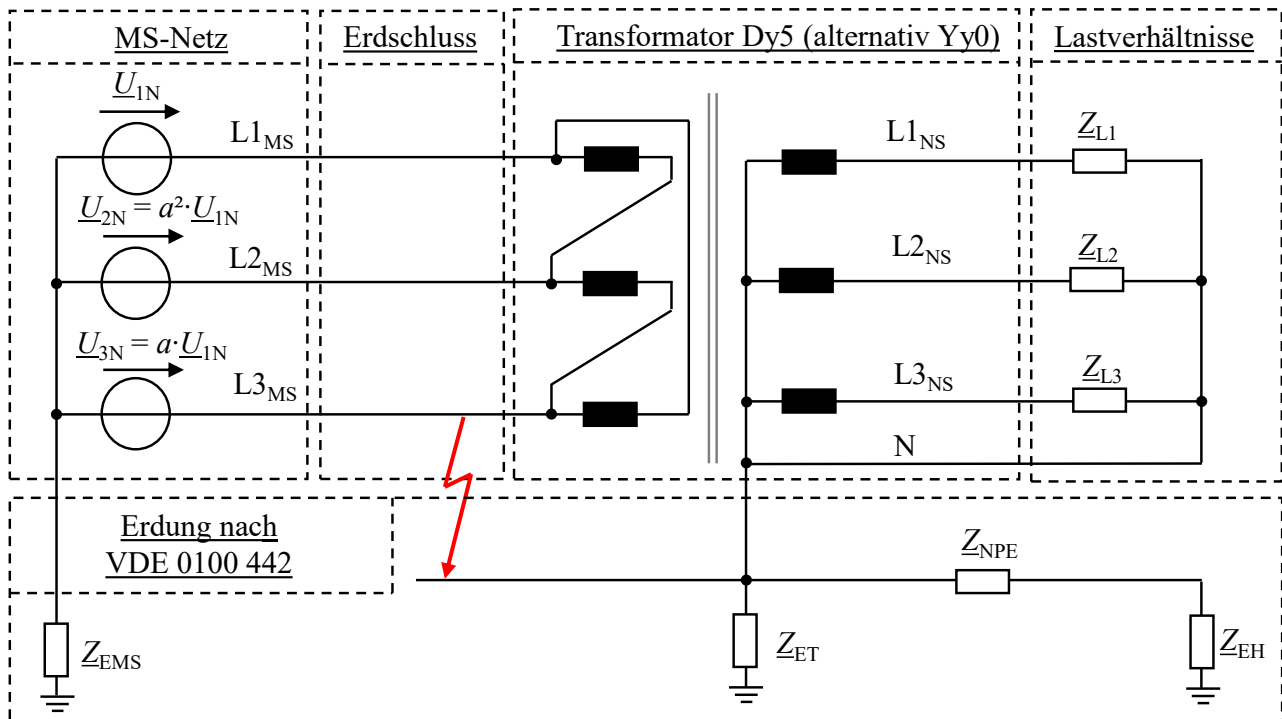 MS-Netz
Erdschluss
Transformator Dy5 (alternativ Yy0)
Lastverhältnisse
U1N
L1MS
L1NS
ZL1
U2N = a²·U1N
L2MS
L2NS
ZL2
U3N = a·U1N
L3MS
L3NS
ZL3
N
Erdung nach
VDE 0100 442
ZNPE
ZEMS
ZET
ZEH